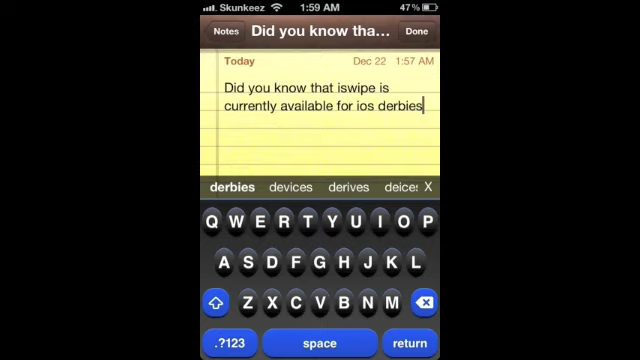 Skunkeez 1:59 AM 47%
Notes Did you know tha... Done
Today Dec 22 1:57 AM
Did you know that iswipe is
currently available for ios derbies
derbies devices derives deices X
Q W E R T Y U I O P
A S D F G H J K L
Z X C V B N M
.?123 space return